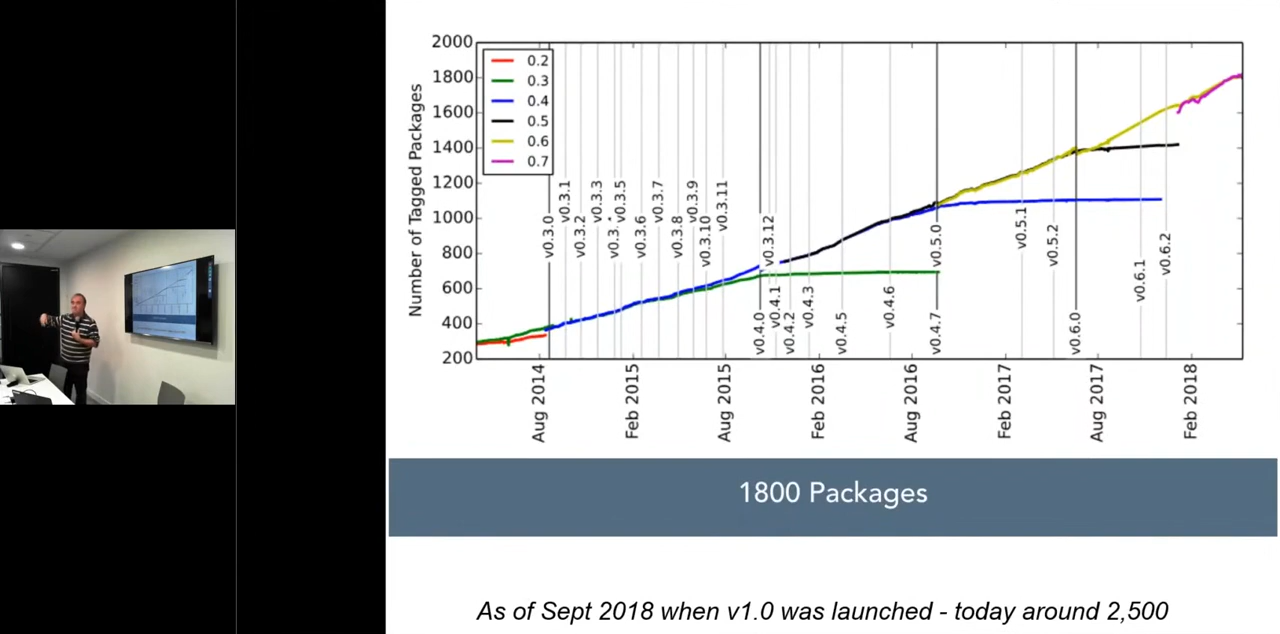 2000
1800
1600
1400
1200
1000
800
600
400
200
Number of Tagged Packages
0.2
0.3
0.4
0.5
0.6
0.7
v0.3.0
v0.3.1
v0.3.2
v0.3.3
v0.3.5
v0.3.6
v0.3.7
v0.3.8
v0.3.9
v0.3.10
v0.3.11
v0.3.12
v0.4.0
v0.4.1
v0.4.2
v0.4.3
v0.4.5
v0.4.6
v0.4.7
v0.5.0
v0.5.1
v0.5.2
v0.6.0
v0.6.1
v0.6.2
Aug 2014
Feb 2015
Aug 2015
Feb 2016
Aug 2016
Feb 2017
Aug 2017
Feb 2018
1800 Packages
As of Sept 2018 when v1.0 was launched - today around 2,500